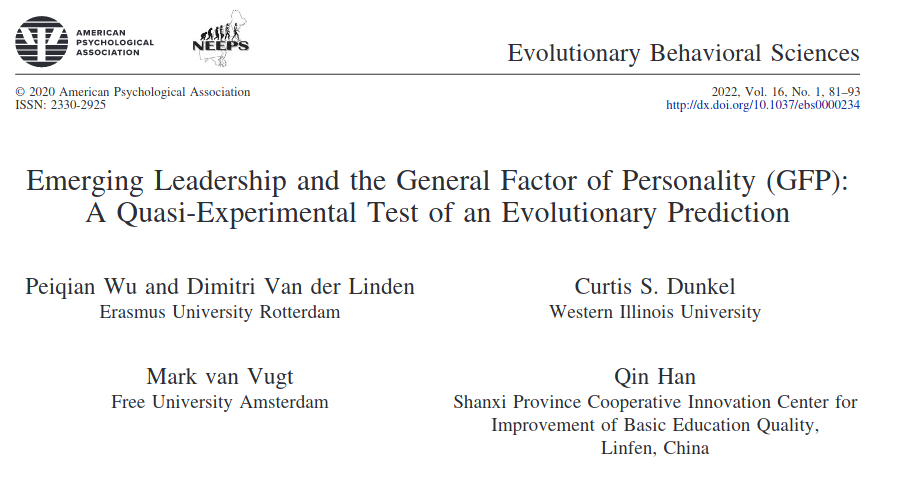 AMERICAN
PSYCHOLOGICAL
ASSOCIATION
NEEPS
Evolutionary Behavioral Sciences
© 2020 American Psychological Association
ISSN: 2330-2925
2022, Vol. 16, No. 1, 81–93
http://dx.doi.org/10.1037/ebs0000234
Emerging Leadership and the General Factor of Personality (GFP):
A Quasi-Experimental Test of an Evolutionary Prediction
Peiqian Wu and Dimitri Van der Linden
Erasmus University Rotterdam
Curtis S. Dunkel
Western Illinois University
Mark van Vugt
Free University Amsterdam
Qin Han
Shanxi Province Cooperative Innovation Center for
Improvement of Basic Education Quality,
Linfen, China